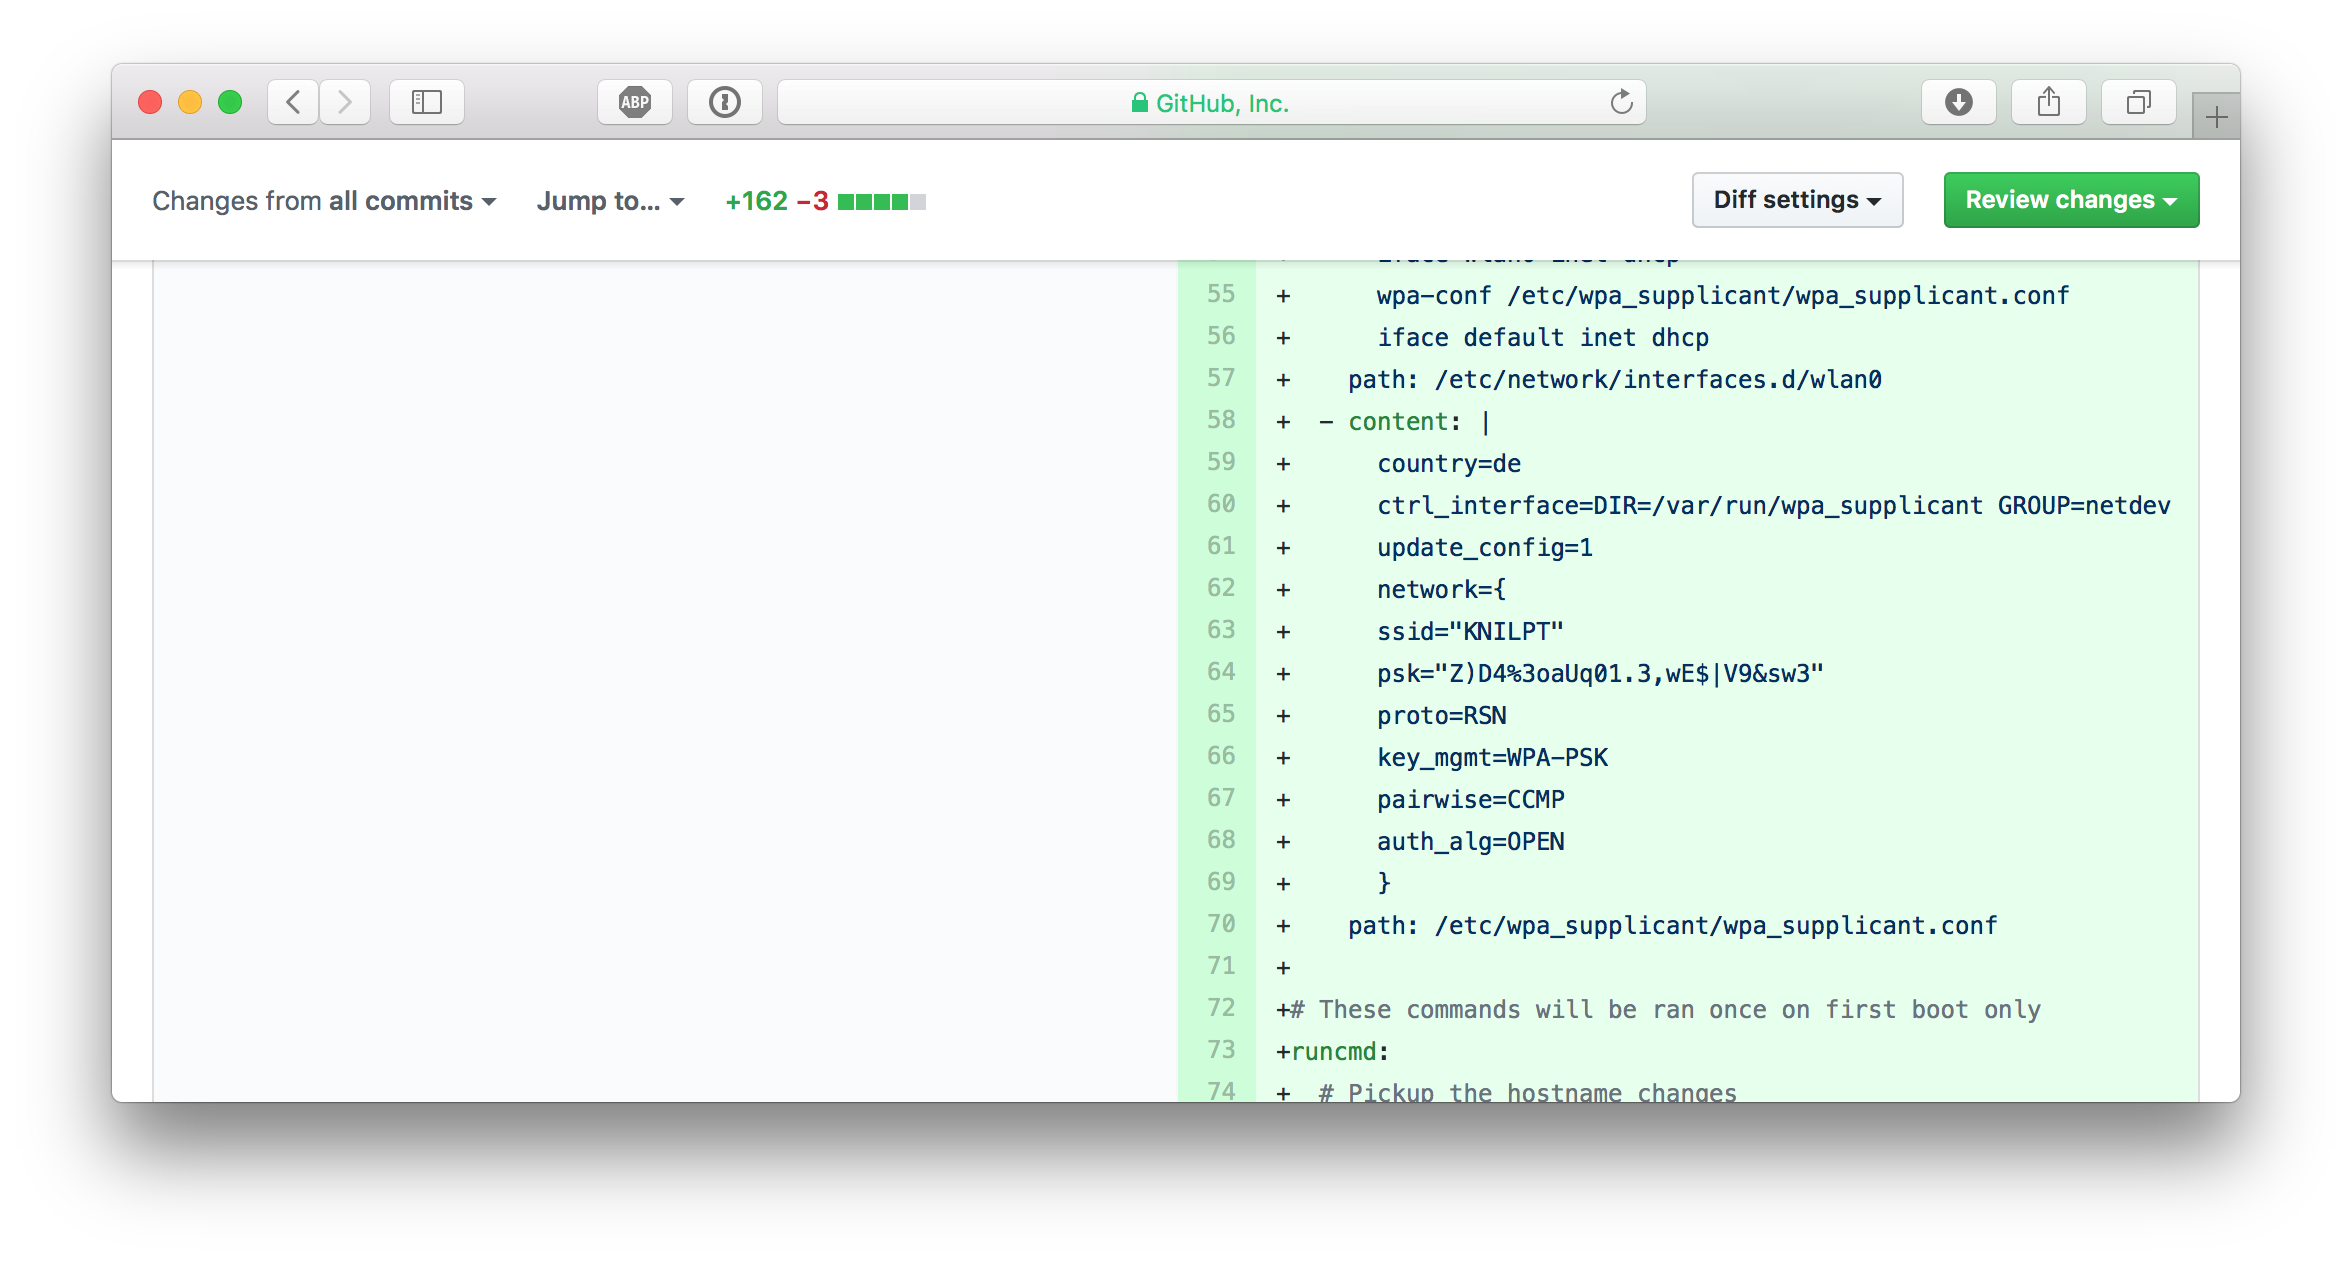 ABP
GitHub, Inc.
Changes from all commits Jump to... +162 −3 Diff settings Review changes
+ iface wlan0 inet dhcp
55 + wpa-conf /etc/wpa_supplicant/wpa_supplicant.conf
56 + iface default inet dhcp
57 + path: /etc/network/interfaces.d/wlan0
58 + - content: |
59 + country=de
60 + ctrl_interface=DIR=/var/run/wpa_supplicant GROUP=netdev
61 + update_config=1
62 + network={
63 + ssid="KNILPT"
64 + psk="Z)D4%3oaUq01.3,wE$|V9&sw3"
65 + proto=RSN
66 + key_mgmt=WPA-PSK
67 + pairwise=CCMP
68 + auth_alg=OPEN
69 + }
70 + path: /etc/wpa_supplicant/wpa_supplicant.conf
71 +
72 +# These commands will be ran once on first boot only
73 +runcmd:
74 + # Pickup the hostname changes